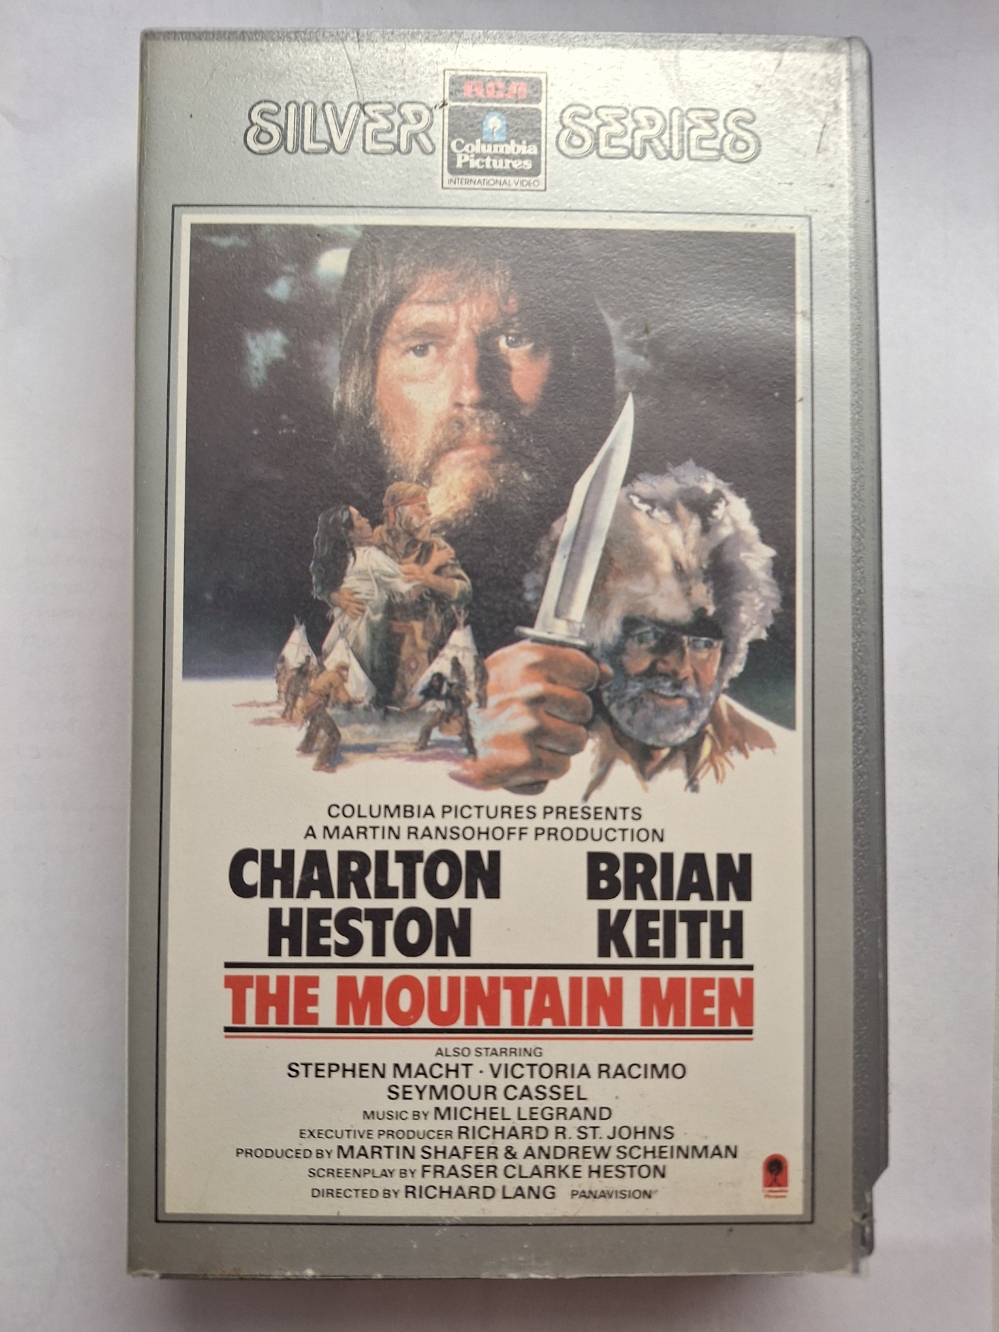 SILVER SERIES
RCA
Columbia
Pictures
INTERNATIONAL VIDEO
COLUMBIA PICTURES PRESENTS
A MARTIN RANSOHOFF PRODUCTION
CHARLTON HESTON
BRIAN KEITH
THE MOUNTAIN MEN
ALSO STARRING
STEPHEN MACHT · VICTORIA RACIMO
SEYMOUR CASSEL
MUSIC BY MICHEL LEGRAND
EXECUTIVE PRODUCER RICHARD R. ST. JOHNS
PRODUCED BY MARTIN SHAFER & ANDREW SCHEINMAN
SCREENPLAY BY FRASER CLARKE HESTON
DIRECTED BY RICHARD LANG PANAVISION®
Columbia
Pictures